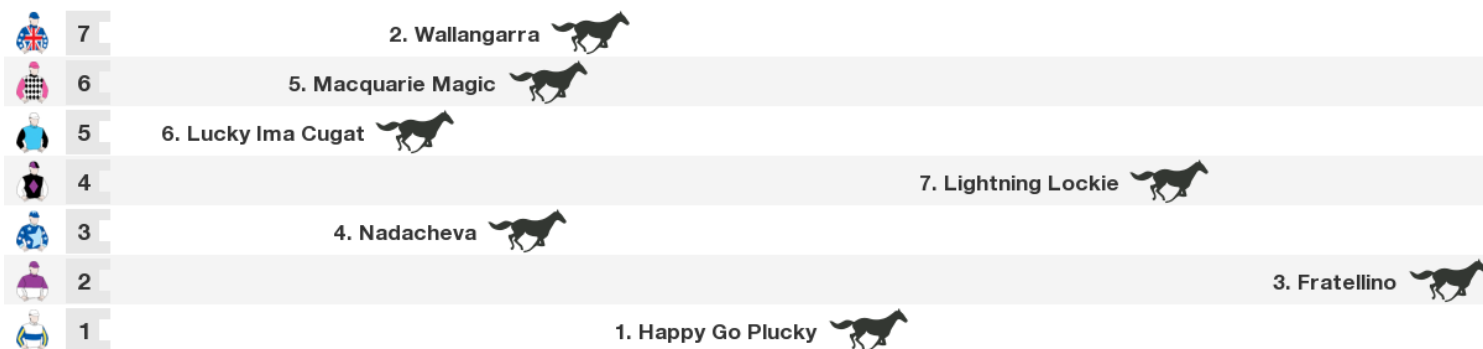 7 2. Wallangarra
6 5. Macquarie Magic
5 6. Lucky Ima Cugat
4 7. Lightning Lockie
3 4. Nadacheva
2 3. Fratellino
1 1. Happy Go Plucky